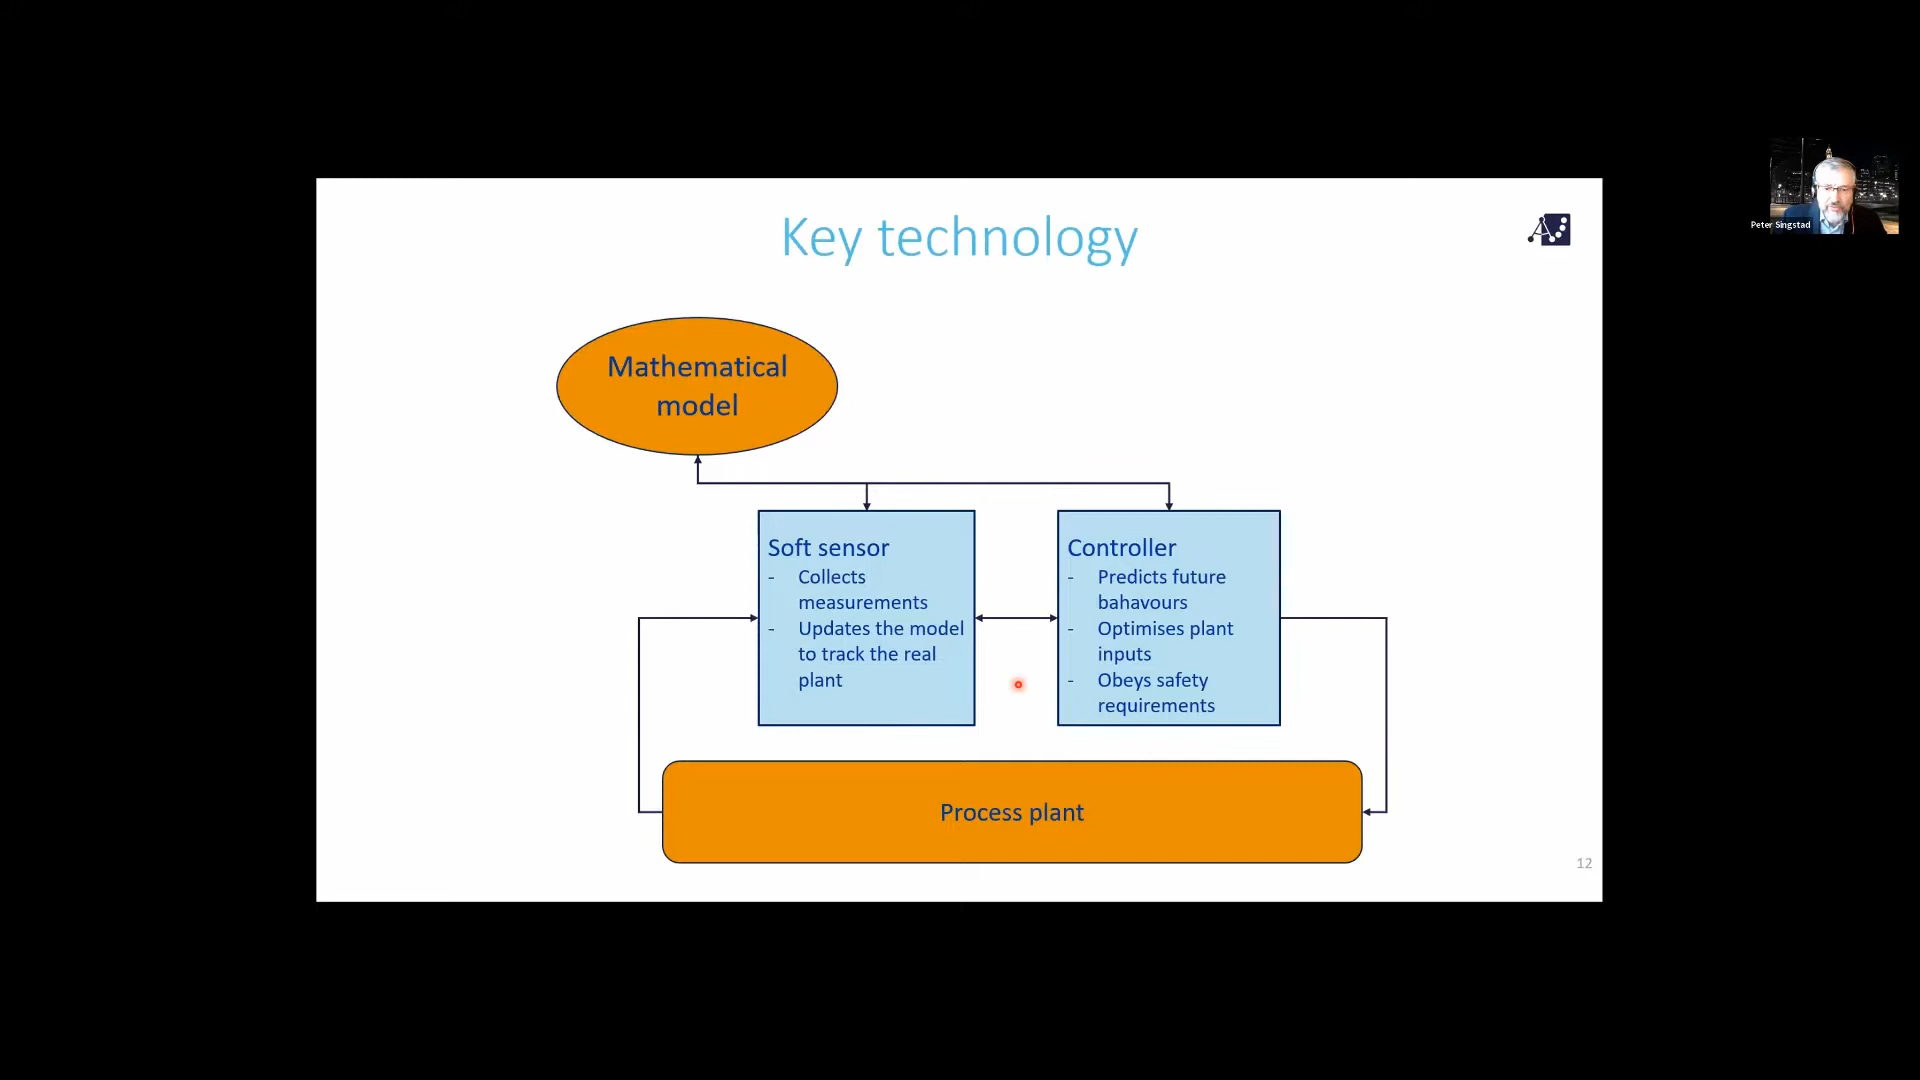 Key technology
Peter Singstad
Mathematical
model
Soft sensor
- Collects
measurements
- Updates the model
to track the real
plant
Controller
- Predicts future
bahavours
- Optimises plant
inputs
- Obeys safety
requirements
Process plant
12